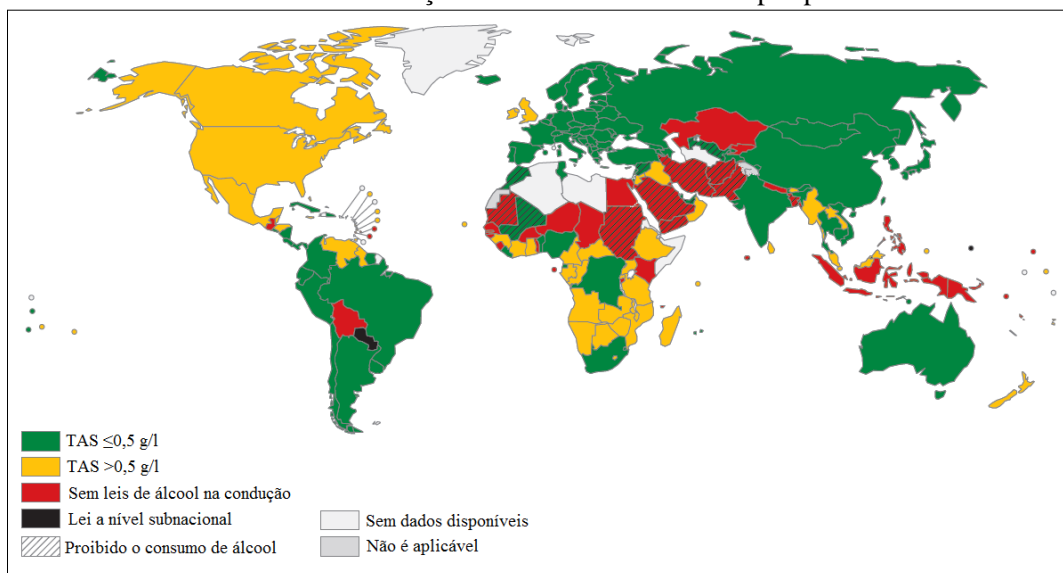 TAS ≤0,5 g/l
TAS >0,5 g/l
Sem leis de álcool na condução
Lei a nível subnacional
Proibido o consumo de álcool
Sem dados disponíveis
Não é aplicável